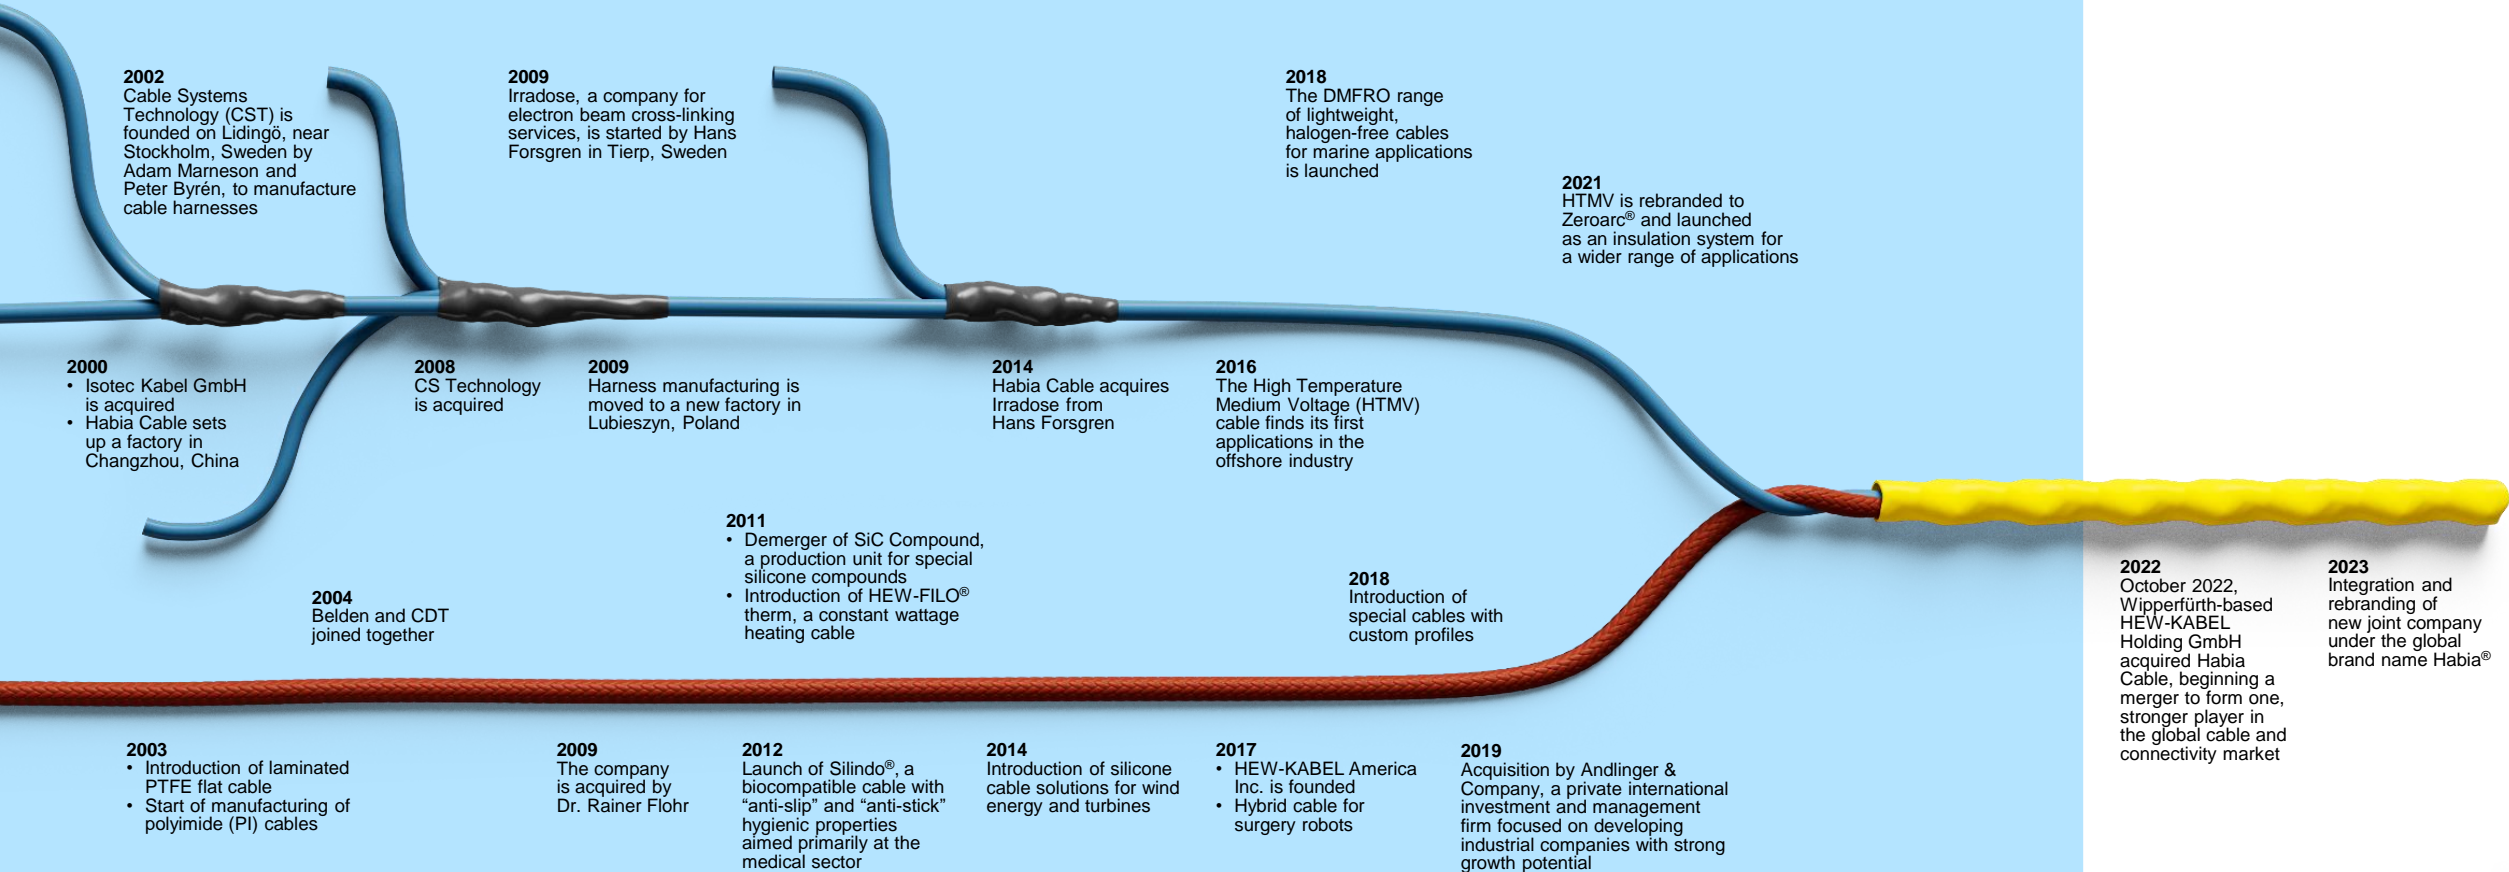 2002
Cable Systems
Technology (CST) is
founded on Lidingö, near
Stockholm, Sweden by
Adam Marneson and
Peter Byrén, to manufacture
cable harnesses
2009
Irradose, a company for
electron beam cross-linking
services, is started by Hans
Forsgren in Tierp, Sweden
2018
The DMFRO range
of lightweight,
halogen-free cables
for marine applications
is launched
2021
HTMV is rebranded to
Zeroarc® and launched
as an insulation system for
a wider range of applications
2000
• Isotec Kabel GmbH
is acquired
• Habia Cable sets
up a factory in
Changzhou, China
2008
CS Technology
is acquired
2009
Harness manufacturing is
moved to a new factory in
Lubieszyn, Poland
2014
Habia Cable acquires
Irradose from
Hans Forsgren
2016
The High Temperature
Medium Voltage (HTMV)
cable finds its first
applications in the
offshore industry
2004
Belden and CDT
joined together
2011
• Demerger of SiC Compound,
a production unit for special
silicone compounds
• Introduction of HEW-FILO®
therm, a constant wattage
heating cable
2018
Introduction of
special cables with
custom profiles
2022
October 2022,
Wipperfürth-based
HEW-KABEL
Holding GmbH
acquired Habia
Cable, beginning a
merger to form one,
stronger player in
the global cable and
connectivity market
2023
Integration and
rebranding of
new joint company
under the global
brand name Habia®
2003
• Introduction of laminated
PTFE flat cable
• Start of manufacturing of
polyimide (PI) cables
2009
The company
is acquired by
Dr. Rainer Flohr
2012
Launch of Silindo®, a
biocompatible cable with
“anti-slip” and “anti-stick”
hygienic properties
aimed primarily at the
medical sector
2014
Introduction of silicone
cable solutions for wind
energy and turbines
2017
• HEW-KABEL America
Inc. is founded
• Hybrid cable for
surgery robots
2019
Acquisition by Andlinger &
Company, a private international
investment and management
firm focused on developing
industrial companies with strong
growth potential